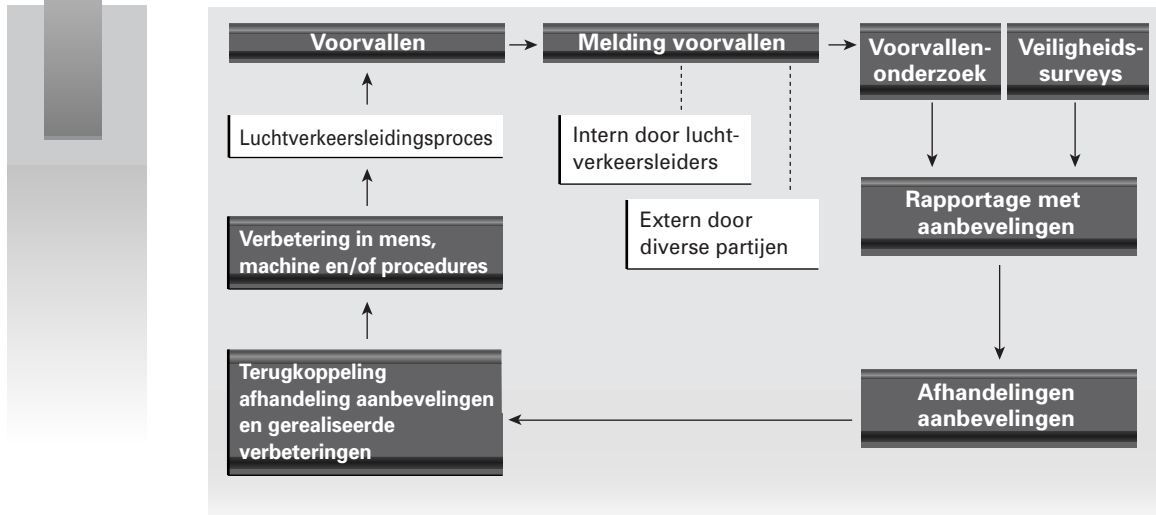 Voorvallen
Melding voorvallen
Voorvallen-
onderzoek
Veiligheids-
surveys
Luchtverkeersleidingsproces
Intern door lucht-
verkeersleiders
Extern door
diverse partijen
Rapportage met
aanbevelingen
Verbetering in mens,
machine en/of procedures
Terugkoppeling
afhandeling aanbevelingen
en gerealiseerde
verbeteringen
Afhandelingen
aanbevelingen